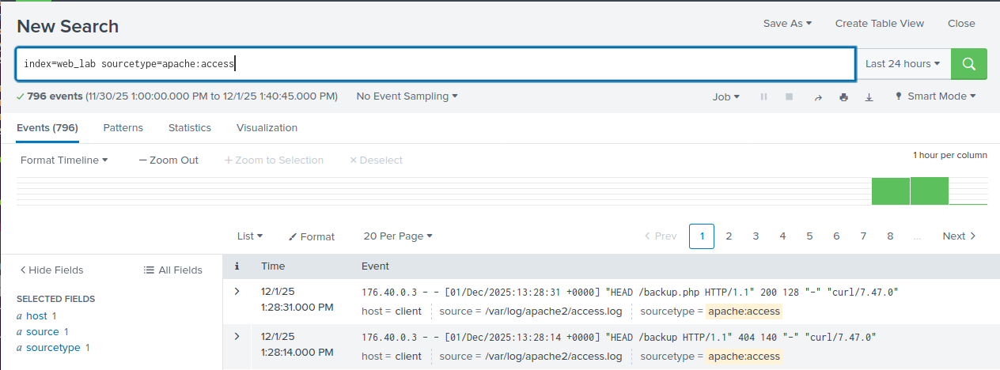 New Search
Save As Create Table View Close
index=web_lab sourcetype=apache:access
Last 24 hours
796 events (11/30/25 1:00:00.000 PM to 12/1/25 1:40:45.000 PM) No Event Sampling
Job Smart Mode
Events (796) Patterns Statistics Visualization
Format Timeline — Zoom Out + Zoom to Selection × Deselect
1 hour per column
List Format 20 Per Page
< Prev 1 2 3 4 5 6 7 8 ... Next >
< Hide Fields All Fields
i Time Event
SELECTED FIELDS
a host 1
a source 1
a sourcetype 1
> 12/1/25
1:28:31.000 PM
176.40.0.3 - - [01/Dec/2025:13:28:31 +0000] "HEAD /backup.php HTTP/1.1" 200 128 "-" "curl/7.47.0"
host = client source = /var/log/apache2/access.log sourcetype = apache:access
> 12/1/25
1:28:14.000 PM
176.40.0.3 - - [01/Dec/2025:13:28:14 +0000] "HEAD /backup HTTP/1.1" 404 140 "-" "curl/7.47.0"
host = client source = /var/log/apache2/access.log sourcetype = apache:access